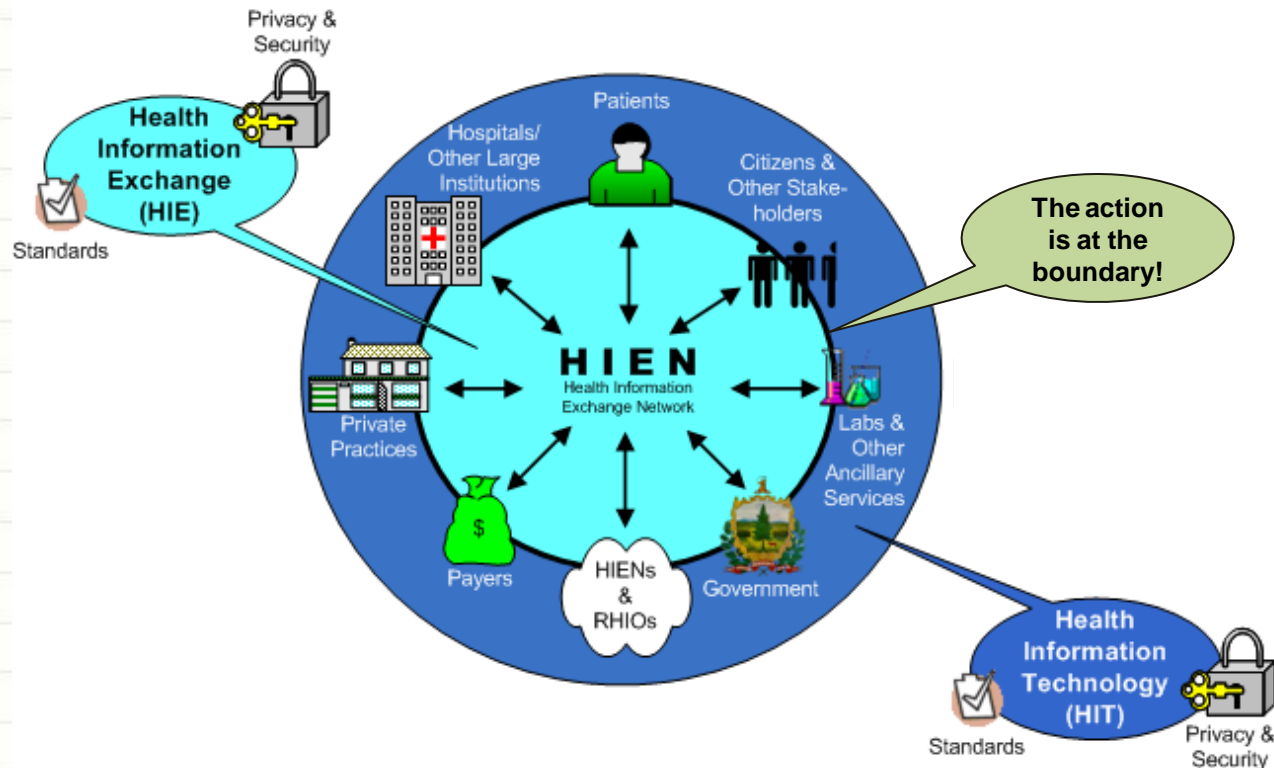 Privacy &
Security
Health
Information
Exchange
(HIE)
Standards
Patients
Hospitals/
Other Large
Institutions
Citizens &
Other Stake-
holders
The action
is at the
boundary!
HIEN
Health Information
Exchange Network
Private
Practices
Labs &
Other
Ancillary
Services
$
Payers
HIENs
&
RHIOs
Government
Health
Information
Technology
(HIT)
Standards
Privacy &
Security